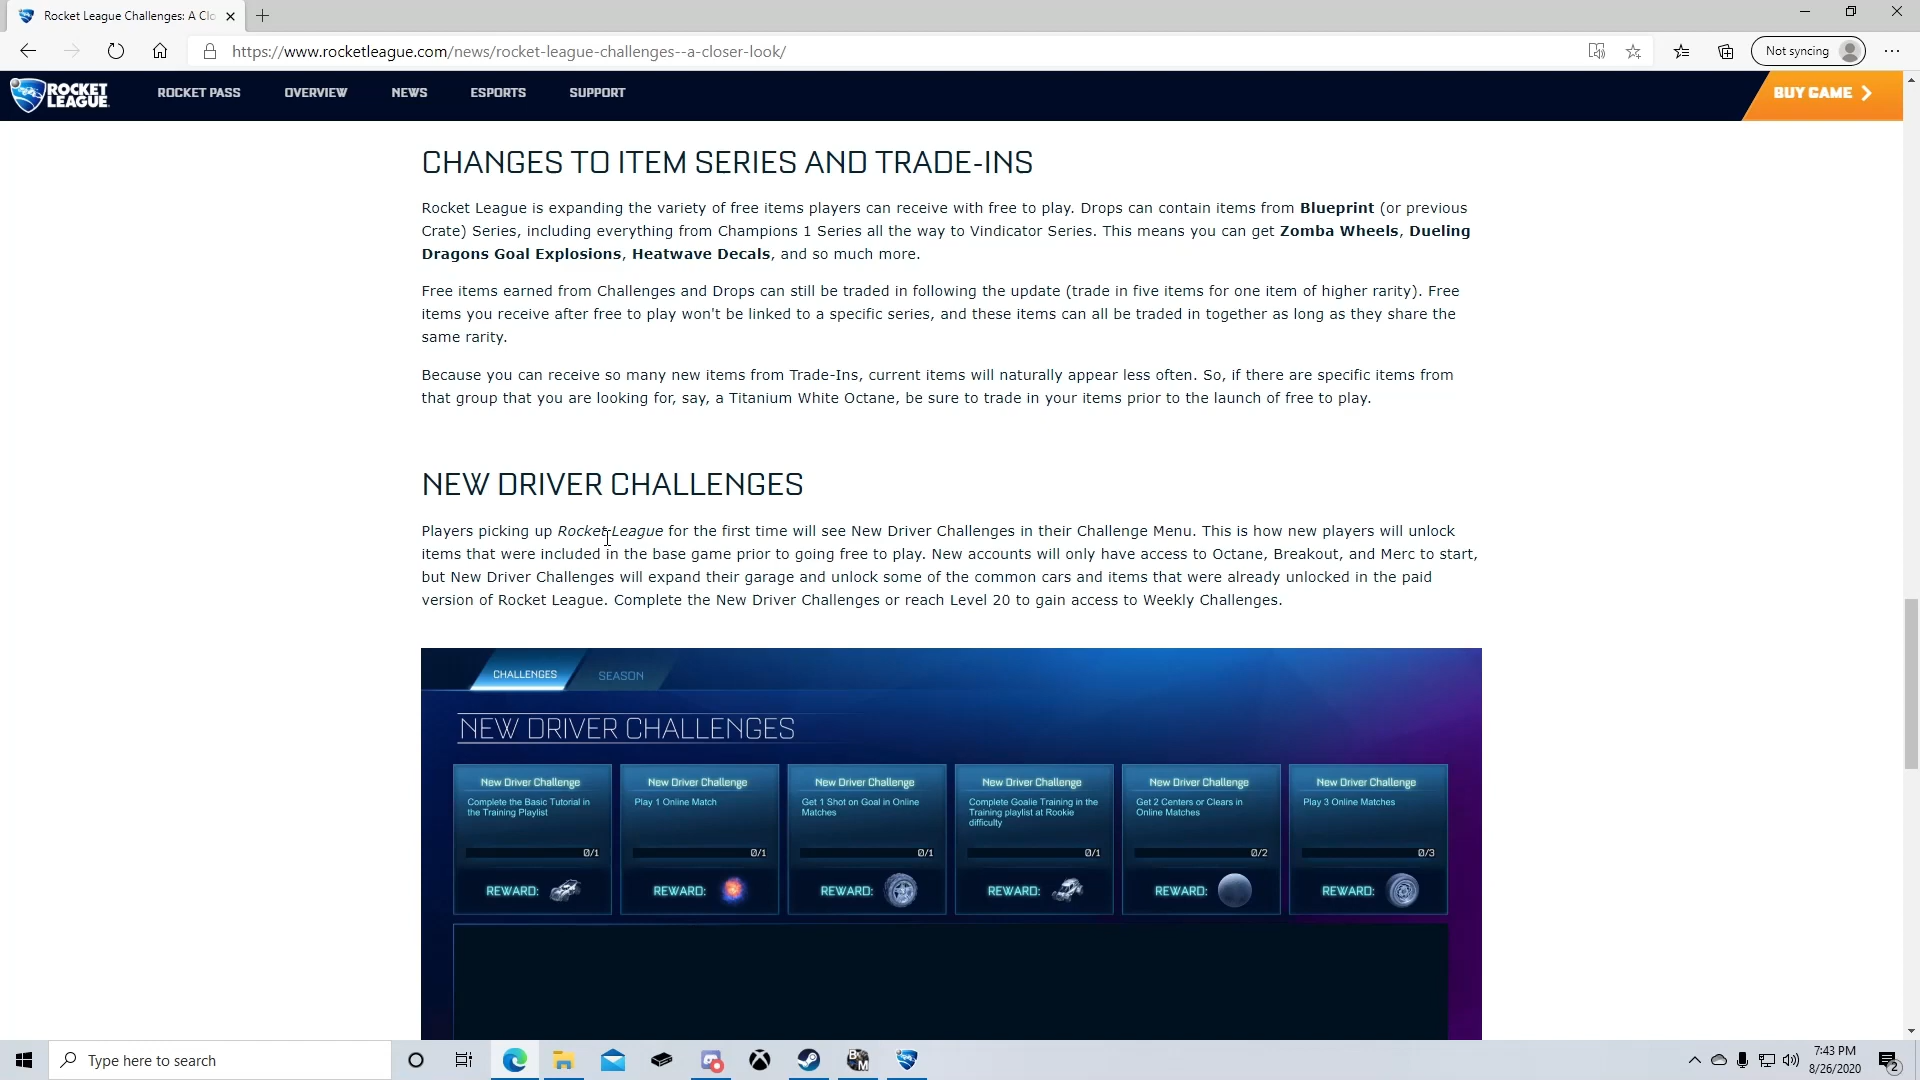 Rocket League Challenges: A Clo
https://www.rocketleague.com/news/rocket-league-challenges--a-closer-look/
Not syncing
ROCKET LEAGUE
ROCKET PASS
OVERVIEW
NEWS
ESPORTS
SUPPORT
BUY GAME
CHANGES TO ITEM SERIES AND TRADE-INS
Rocket League is expanding the variety of free items players can receive with free to play. Drops can contain items from Blueprint (or previous
Crate) Series, including everything from Champions 1 Series all the way to Vindicator Series. This means you can get Zomba Wheels, Dueling
Dragons Goal Explosions, Heatwave Decals, and so much more.
Free items earned from Challenges and Drops can still be traded in following the update (trade in five items for one item of higher rarity). Free
items you receive after free to play won't be linked to a specific series, and these items can all be traded in together as long as they share the
same rarity.
Because you can receive so many new items from Trade-Ins, current items will naturally appear less often. So, if there are specific items from
that group that you are looking for, say, a Titanium White Octane, be sure to trade in your items prior to the launch of free to play.
NEW DRIVER CHALLENGES
Players picking up Rocket League for the first time will see New Driver Challenges in their Challenge Menu. This is how new players will unlock
items that were included in the base game prior to going free to play. New accounts will only have access to Octane, Breakout, and Merc to start,
but New Driver Challenges will expand their garage and unlock some of the common cars and items that were already unlocked in the paid
version of Rocket League. Complete the New Driver Challenges or reach Level 20 to gain access to Weekly Challenges.
CHALLENGES
SEASON
NEW DRIVER CHALLENGES
New Driver Challenge
Complete the Basic Tutorial in
the Training Playlist
0/1
REWARD:
New Driver Challenge
Play 1 Online Match
0/1
REWARD:
New Driver Challenge
Get 1 Shot on Goal in Online
Matches
0/1
REWARD:
New Driver Challenge
Complete Goalie Training in the
Training playlist at Rookie
difficulty
0/1
REWARD:
New Driver Challenge
Get 2 Centers or Clears in
Online Matches
0/2
REWARD:
New Driver Challenge
Play 3 Online Matches
0/3
REWARD:
Type here to search
B M
7:43 PM
8/26/2020
2